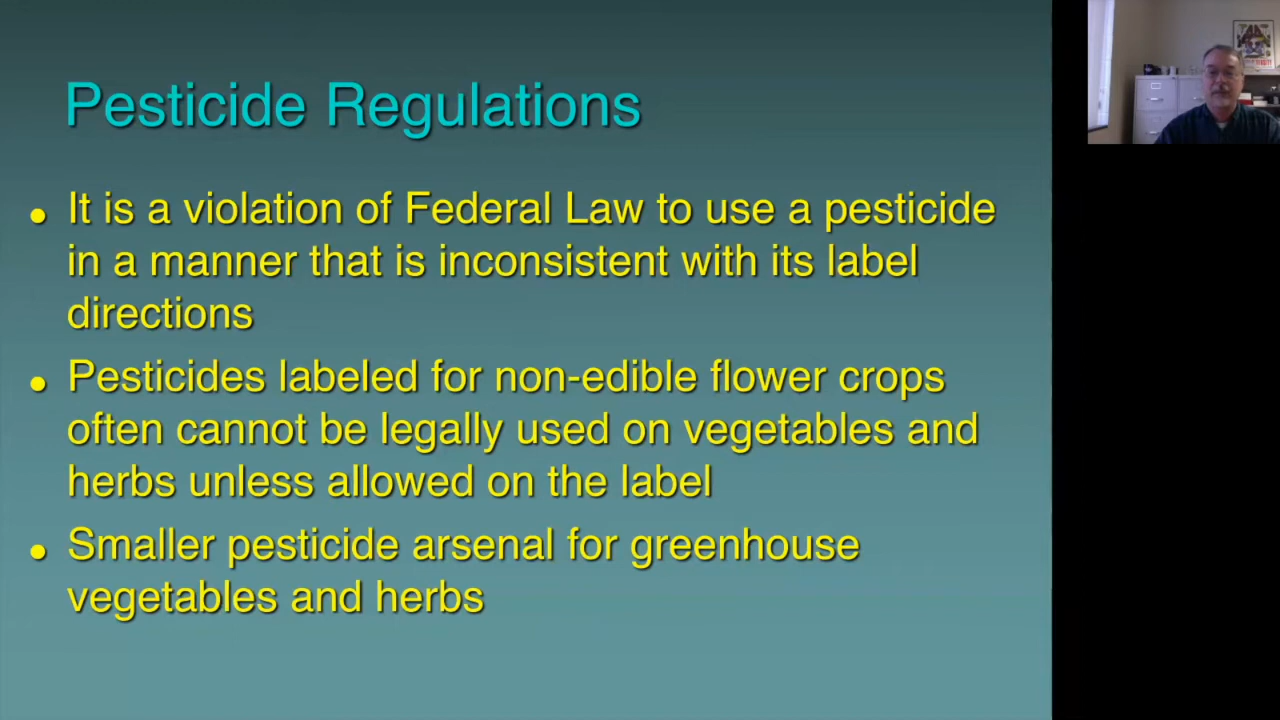 Pesticide Regulations
• It is a violation of Federal Law to use a pesticide
in a manner that is inconsistent with its label
directions
• Pesticides labeled for non-edible flower crops
often cannot be legally used on vegetables and
herbs unless allowed on the label
• Smaller pesticide arsenal for greenhouse
vegetables and herbs